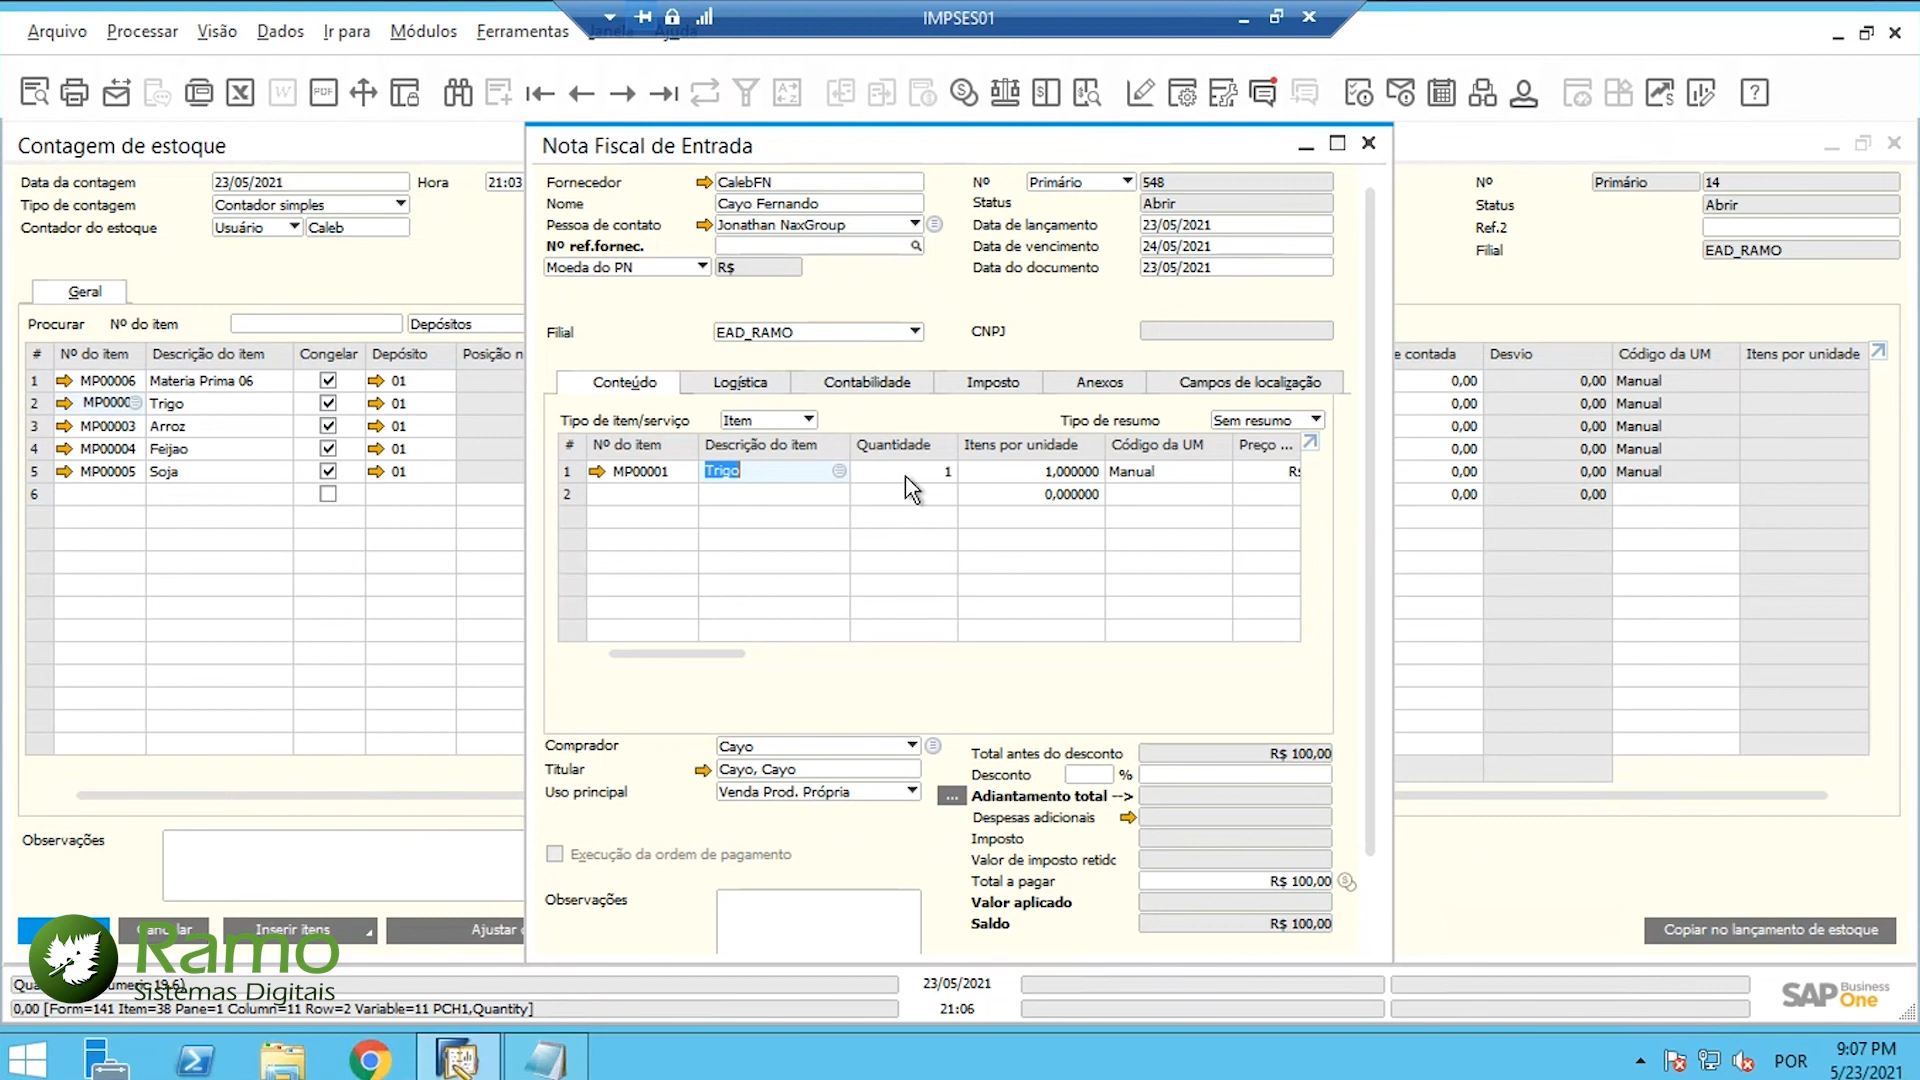 IMPSES01
Arquivo Processar Visão Dados Ir para Módulos Ferramentas Janela Ajuda
Contagem de estoque
Data da contagem 23/05/2021 Hora 21:03
Tipo de contagem Contador simples
Contador do estoque Usuário Caleb
Geral
Procurar Nº do item Depósitos
# Nº do item Descrição do item Congelar Depósito Posição n
1 MP00006 Materia Prima 06 01
2 MP0000 Trigo 01
3 MP00003 Arroz 01
4 MP00004 Feijao 01
5 MP00005 Soja 01
6
Observações
Inserir itens
Ajustar
Nota Fiscal de Entrada
Fornecedor CalebFN
Nome Cayo Fernando
Pessoa de contato Jonathan NaxGroup
Nº ref.fornec.
Moeda do PN R$
Filial EAD_RAMO
Nº Primário 548
Status Abrir
Data de lançamento 23/05/2021
Data de vencimento 24/05/2021
Data do documento 23/05/2021
CNPJ
Conteúdo Logística Contabilidade Imposto Anexos Campos de localização
Tipo de item/serviço Item Tipo de resumo Sem resumo
# Nº do item Descrição do item Quantidade Itens por unidade Código da UM Preço ...
1 MP00001 Trigo 1 1,000000 Manual R$
2 0,000000
Comprador Cayo
Titular Cayo, Cayo
Uso principal Venda Prod. Própria
Execução da ordem de pagamento
Observações
Total antes do desconto R$ 100,00
Desconto %
... Adiantamento total -->
Despesas adicionais
Imposto
Valor de imposto retido
Total a pagar R$ 100,00
Valor aplicado
Saldo R$ 100,00
Nº Primário 14
Status Abrir
Ref.2
Filial EAD_RAMO
e contada Desvio Código da UM Itens por unidade
0,00 0,00 Manual
0,00 0,00 Manual
0,00 0,00 Manual
0,00 0,00 Manual
0,00 0,00 Manual
0,00 0,00
Copiar no lançamento de estoque
Ramo
Sistemas Digitais
23/05/2021
0,00 [Form=141 Item=38 Pane=1 Column=11 Row=2 Variable=11 PCH1,Quantity]
21:06
SAP Business One
POR
9:07 PM
5/23/2021